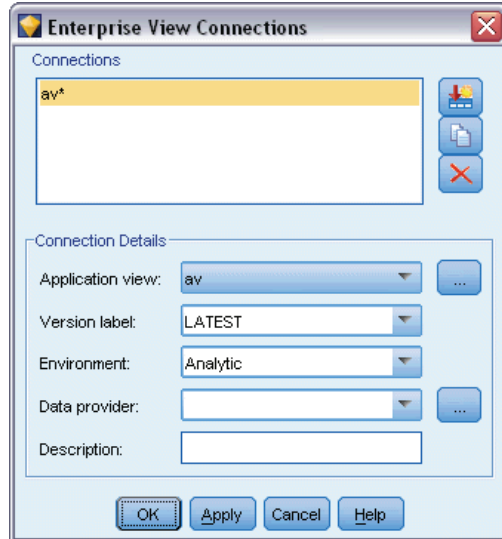 Enterprise View Connections
Connections
av*
Connection Details
Application view: av ...
Version label: LATEST
Environment: Analytic
Data provider: ...
Description:
OK Apply Cancel Help